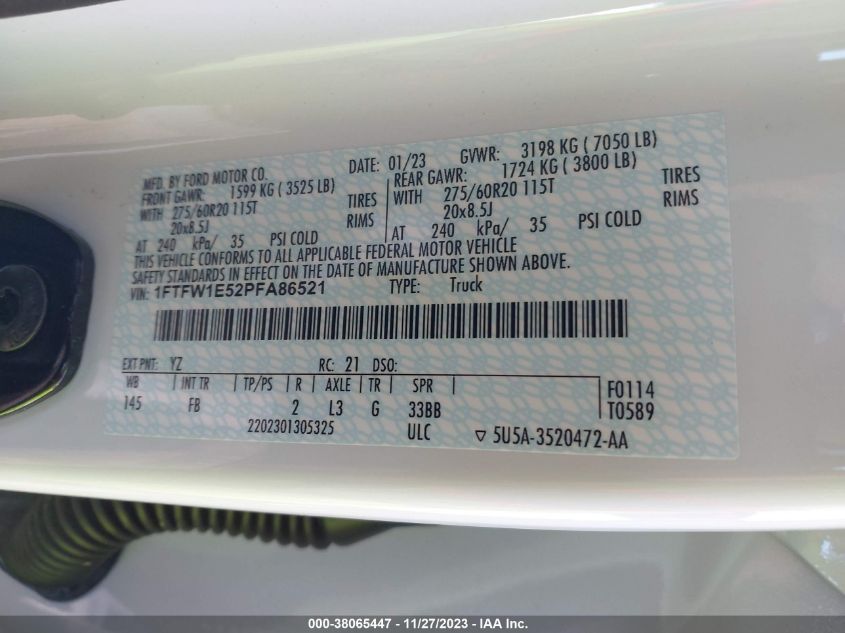 MFD. BY FORD MOTOR CO.
DATE: 01/23 GVWR: 3198 KG ( 7050 LB)
FRONT GAWR: 1599 KG ( 3525 LB)
REAR GAWR: 1724 KG ( 3800 LB)
WITH 275/60R20 115T TIRES
WITH 275/60R20 115T TIRES
20x8.5J RIMS
20x8.5J RIMS
AT 240 kPa/ 35 PSI COLD
AT 240 kPa/ 35 PSI COLD
THIS VEHICLE CONFORMS TO ALL APPLICABLE FEDERAL MOTOR VEHICLE
SAFETY STANDARDS IN EFFECT ON THE DATE OF MANUFACTURE SHOWN ABOVE.
VIN: 1FTFW1E52PFA86521 TYPE: Truck
EXT PNT: YZ RC: 21 DSO:
WB INT TR TP/PS R AXLE TR SPR F0114
145 FB 2 L3 G 33BB T0589
2202301305325 ULC ▽ 5U5A-3520472-AA
000-38065447 - 11/27/2023 - IAA Inc.